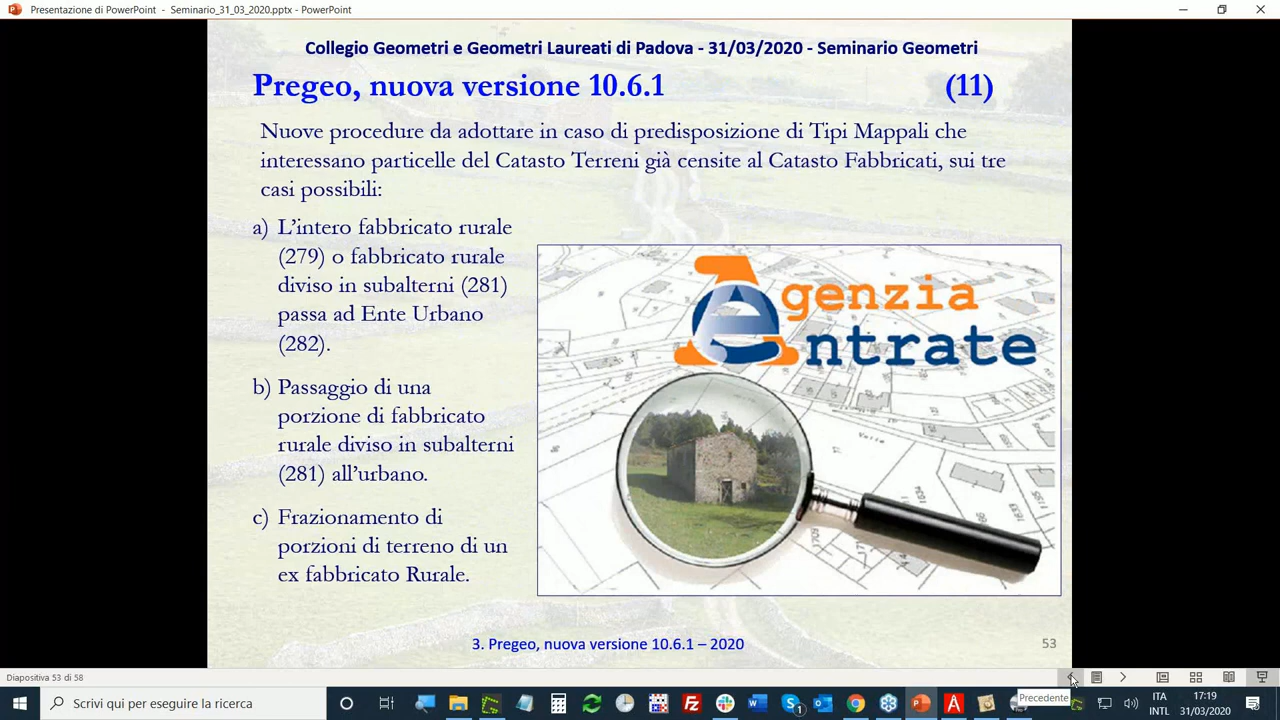 Presentazione di PowerPoint - Seminario_31_03_2020.pptx - PowerPoint
Collegio Geometri e Geometri Laureati di Padova - 31/03/2020 - Seminario Geometri
Pregeo, nuova versione 10.6.1 (11)
Nuove procedure da adottare in caso di predisposizione di Tipi Mappali che
interessano particelle del Catasto Terreni già censite al Catasto Fabbricati, sui tre
casi possibili:
a) L’intero fabbricato rurale
(279) o fabbricato rurale
diviso in subalterni (281)
passa ad Ente Urbano
(282).
b) Passaggio di una
porzione di fabbricato
rurale diviso in subalterni
(281) all’urbano.
c) Frazionamento di
porzioni di terreno di un
ex fabbricato Rurale.
Agenzia
Entrate
3. Pregeo, nuova versione 10.6.1 – 2020
53
Diapositiva 53 di 58
Precedente
Scrivi qui per eseguire la ricerca
ITA
INTL
17:19
31/03/2020